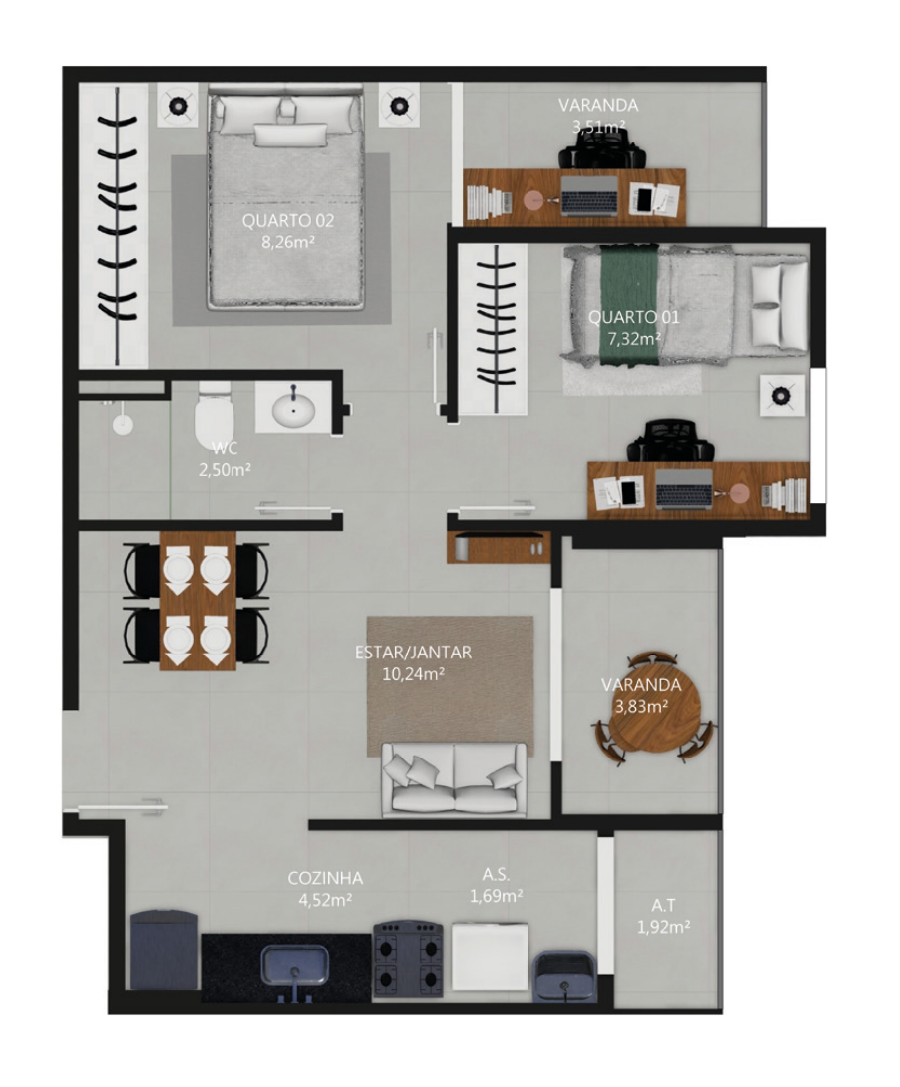 VARANDA
3,51m²
QUARTO 02
8,26m²
QUARTO 01
7,32m²
WC
2,50m²
ESTAR/JANTAR
10,24m²
VARANDA
3,83m²
COZINHA
4,52m²
A.S.
1,69m²
A.T
1,92m²